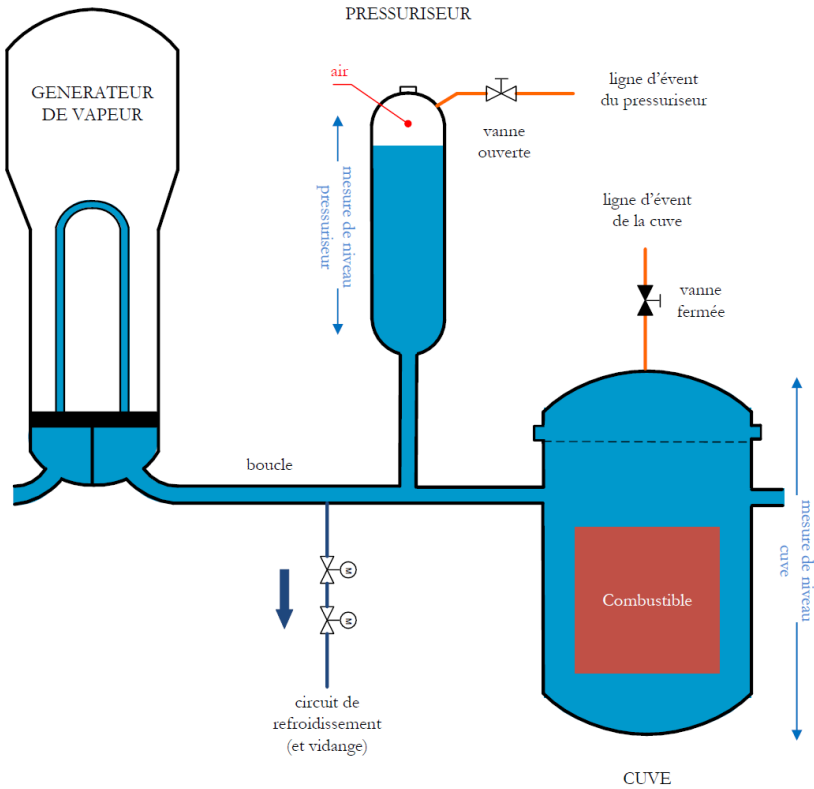 PRESSURISEUR
GENERATEUR
DE VAPEUR
air
ligne d'évent
du pressuriseur
vanne
ouverte
mesure de niveau
pressuriseur
ligne d'évent
de la cuve
vanne
fermée
boucle
mesure de niveau
cuve
M
M
Combustible
circuit de
refroidissement
(et vidange)
CUVE